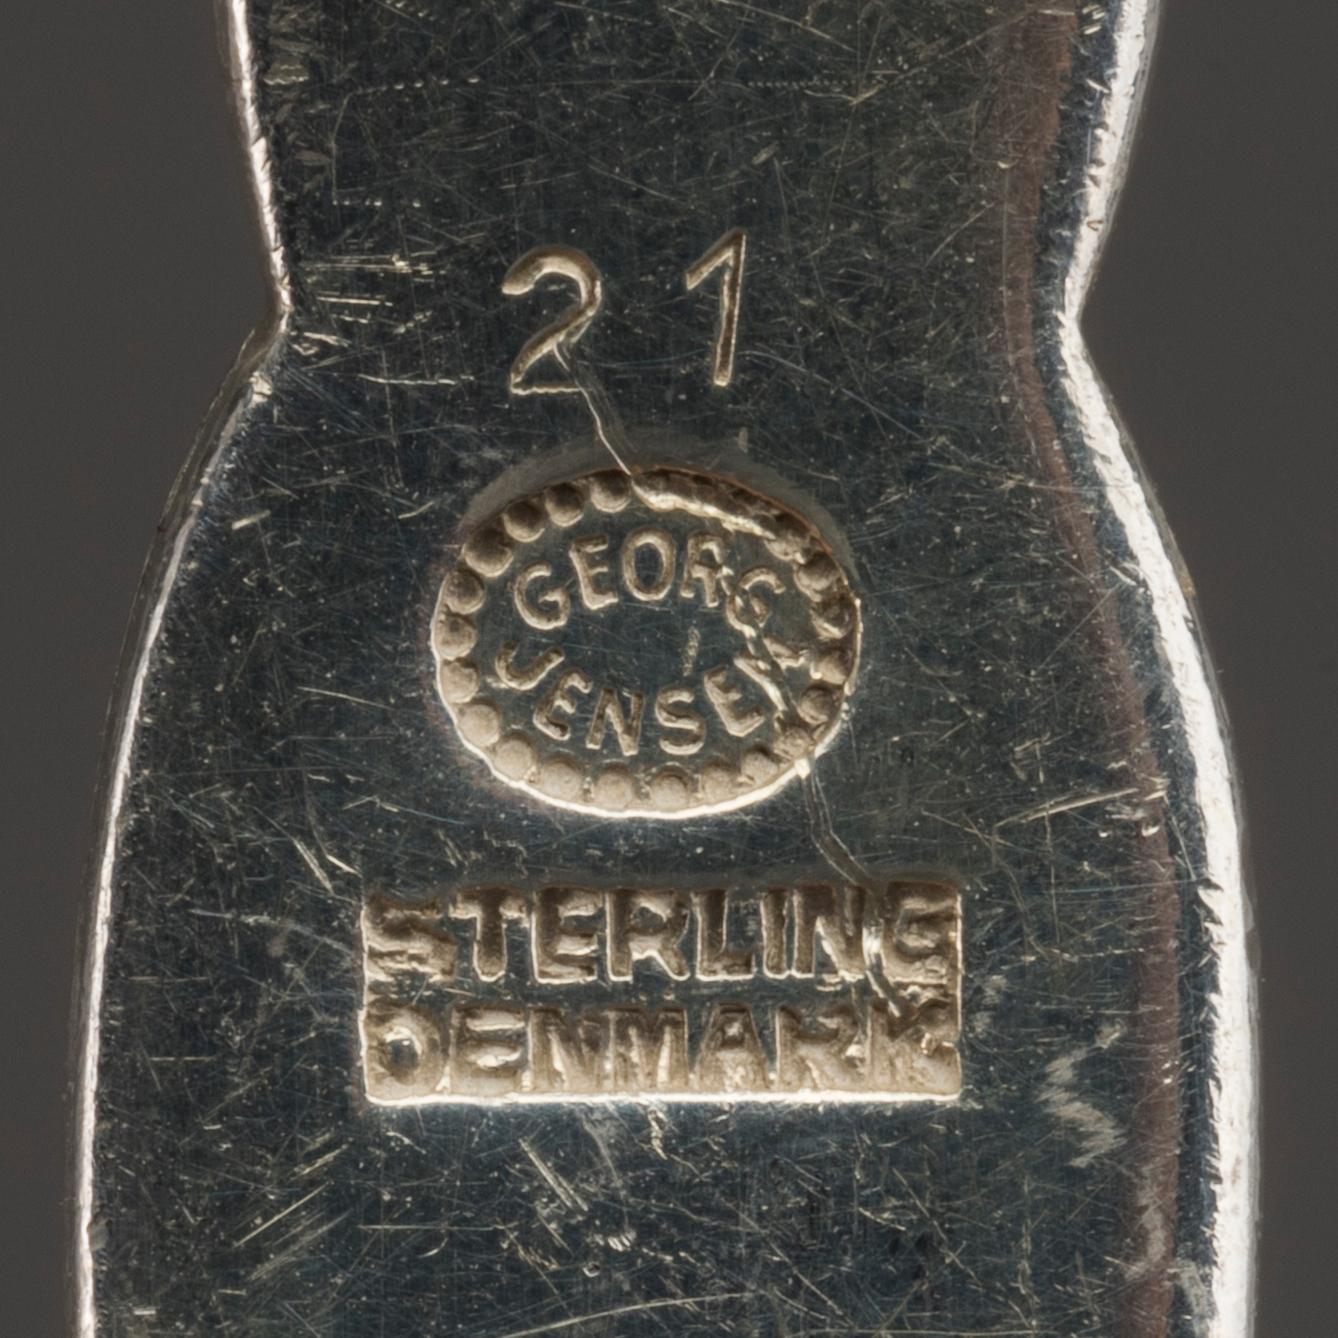 21
GEORG
JENSEN
STERLING
DENMARK